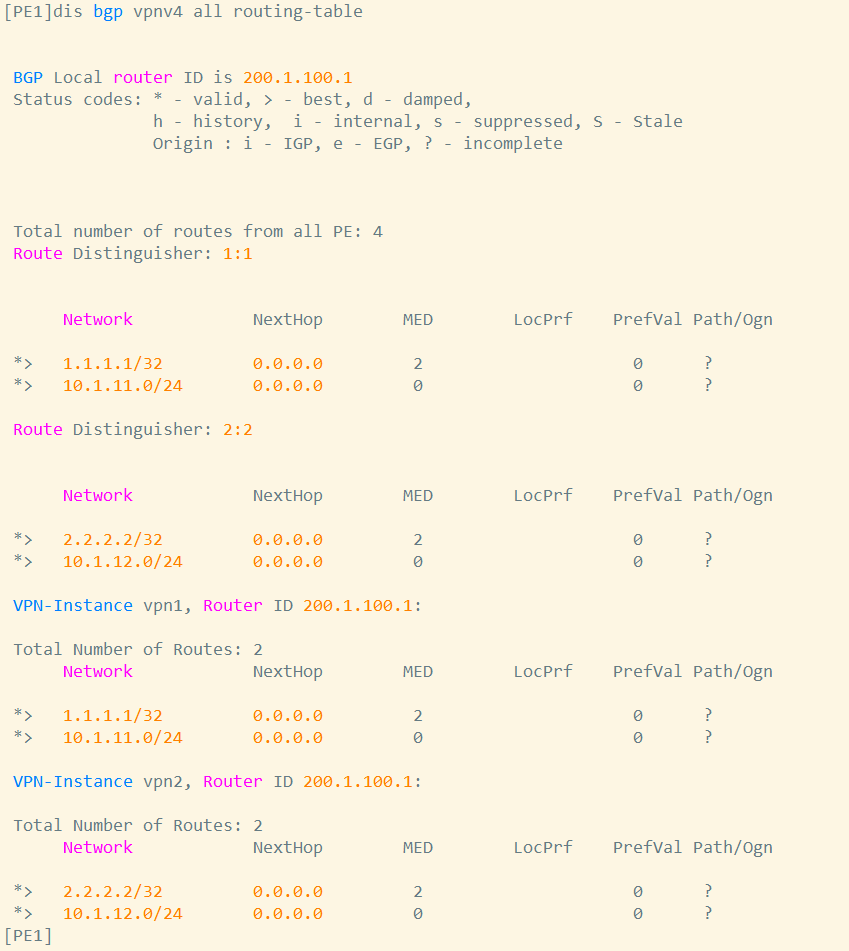 [PE1]dis bgp vpnv4 all routing-table
BGP Local router ID is 200.1.100.1
Status codes: * - valid, > - best, d - damped,
h - history,  i - internal, s - suppressed, S - Stale
Origin : i - IGP, e - EGP, ? - incomplete
Total number of routes from all PE: 4
Route Distinguisher: 1:1
Network            NextHop        MED        LocPrf    PrefVal Path/Ogn
*>   1.1.1.1/32         0.0.0.0         2                     0      ?
*>   10.1.11.0/24       0.0.0.0         0                     0      ?
Route Distinguisher: 2:2
Network            NextHop        MED        LocPrf    PrefVal Path/Ogn
*>   2.2.2.2/32         0.0.0.0         2                     0      ?
*>   10.1.12.0/24       0.0.0.0         0                     0      ?
VPN-Instance vpn1, Router ID 200.1.100.1:
Total Number of Routes: 2
Network            NextHop        MED        LocPrf    PrefVal Path/Ogn
*>   1.1.1.1/32         0.0.0.0         2                     0      ?
*>   10.1.11.0/24       0.0.0.0         0                     0      ?
VPN-Instance vpn2, Router ID 200.1.100.1:
Total Number of Routes: 2
Network            NextHop        MED        LocPrf    PrefVal Path/Ogn
*>   2.2.2.2/32         0.0.0.0         2                     0      ?
*>   10.1.12.0/24       0.0.0.0         0                     0      ?
[PE1]